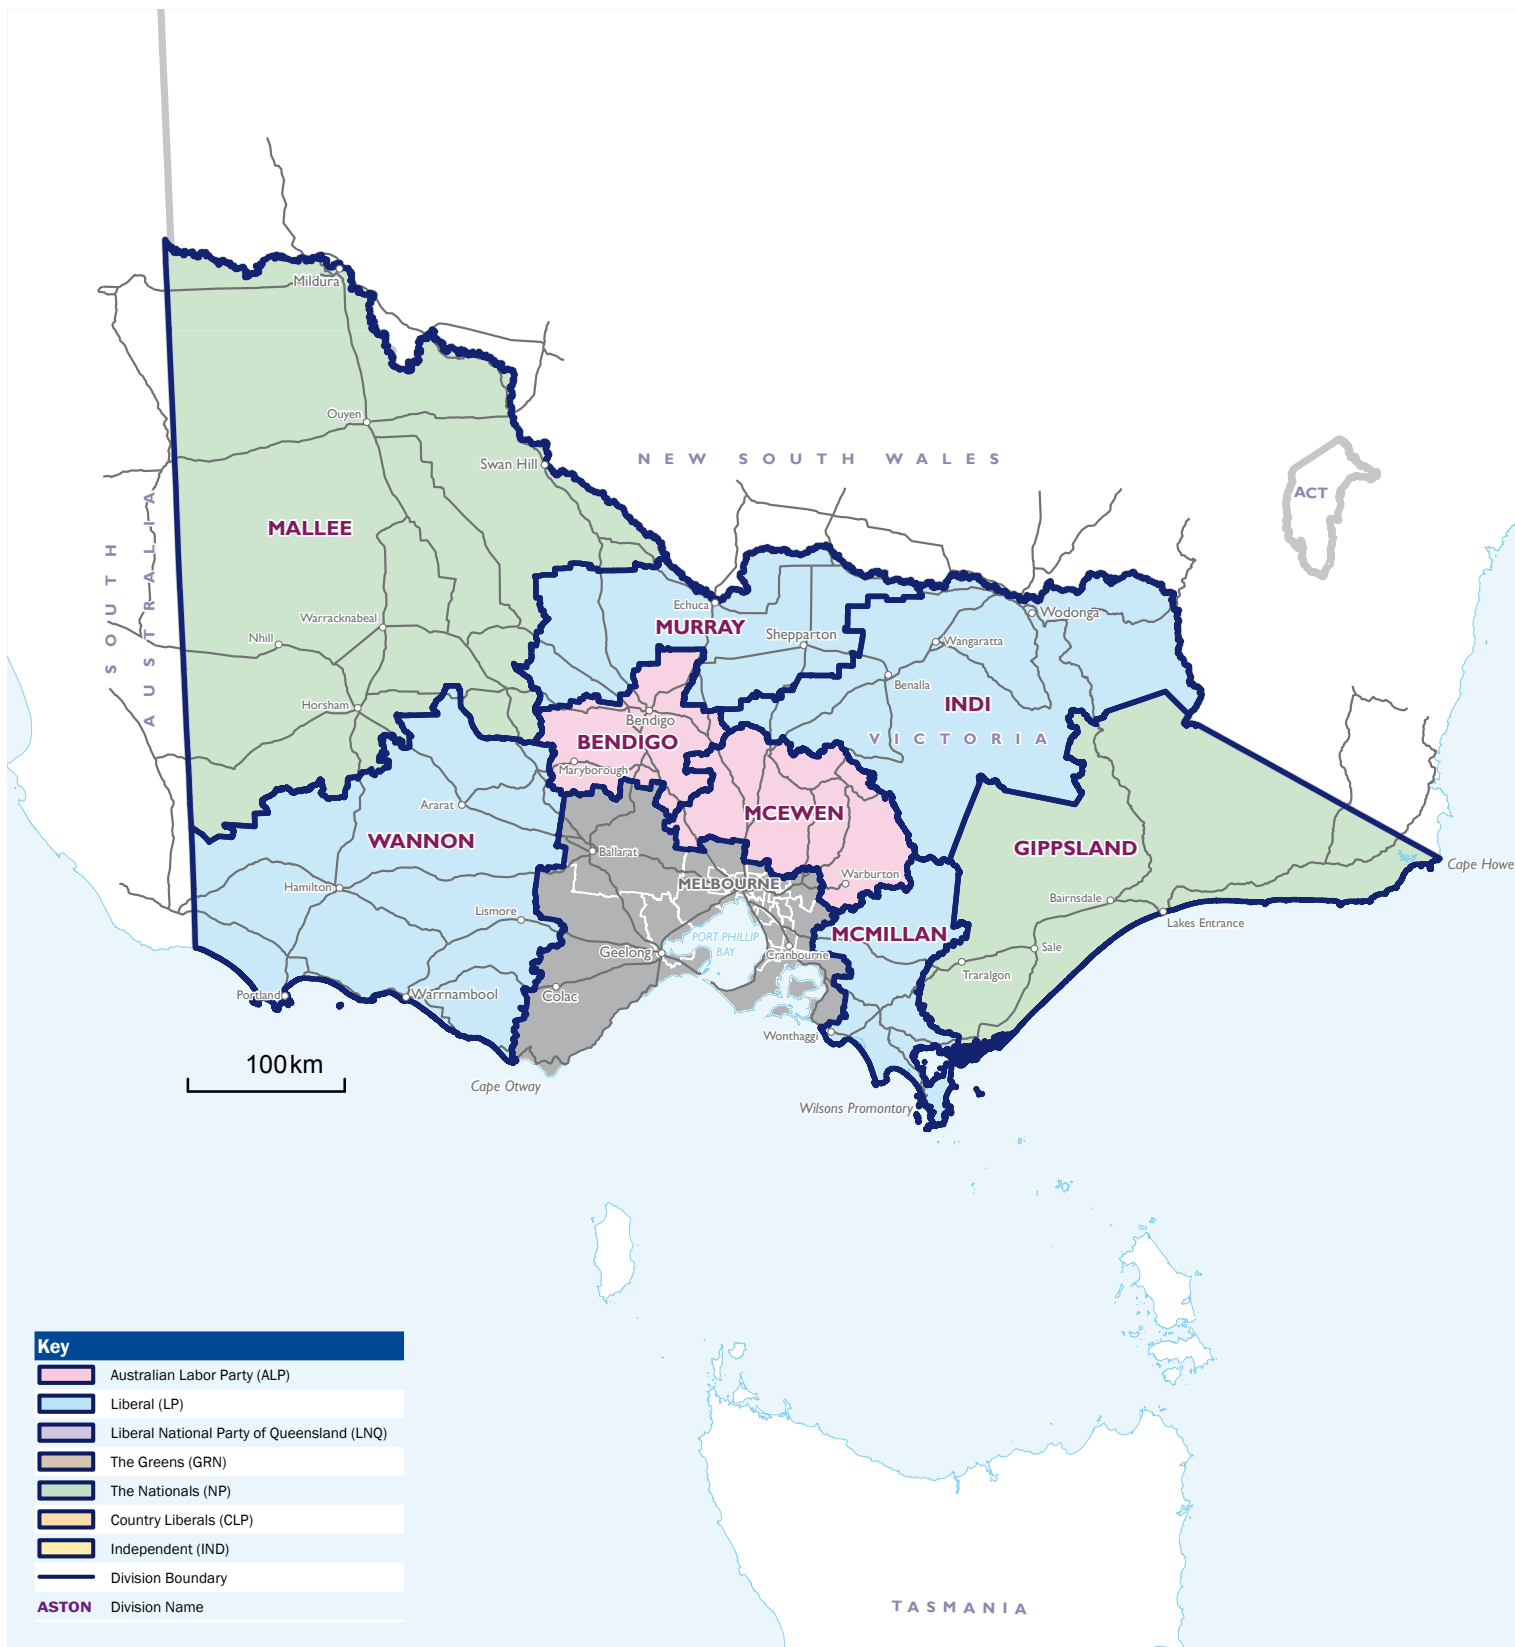 Mildura
Ouyen
Swan Hill
NEW SOUTH WALES
ACT
MALLEE
SOUTH
AUSTRALIA
Echuca
Warracknabeal
Wodonga
MURRAY
Shepparton
Nhill
Wangaratta
Benalla
Horsham
INDI
Bendigo
BENDIGO
VICTORIA
Maryborough
Ararat
MCEWEN
WANNON
GIPPSLAND
Ballarat
Cape Howe
Warburton
MELBOURNE
Hamilton
Bairnsdale
Lismore
Lakes Entrance
MCMILLAN
PORT PHILLIP
BAY
Sale
Geelong
Cranbourne
Traralgon
Portland
Warrnambool
Colac
Wonthaggi
100km
Cape Otway
Wilsons Promontory
Key
Australian Labor Party (ALP)
Liberal (LP)
Liberal National Party of Queensland (LNQ)
The Greens (GRN)
The Nationals (NP)
Country Liberals (CLP)
Independent (IND)
Division Boundary
ASTON Division Name
TASMANIA